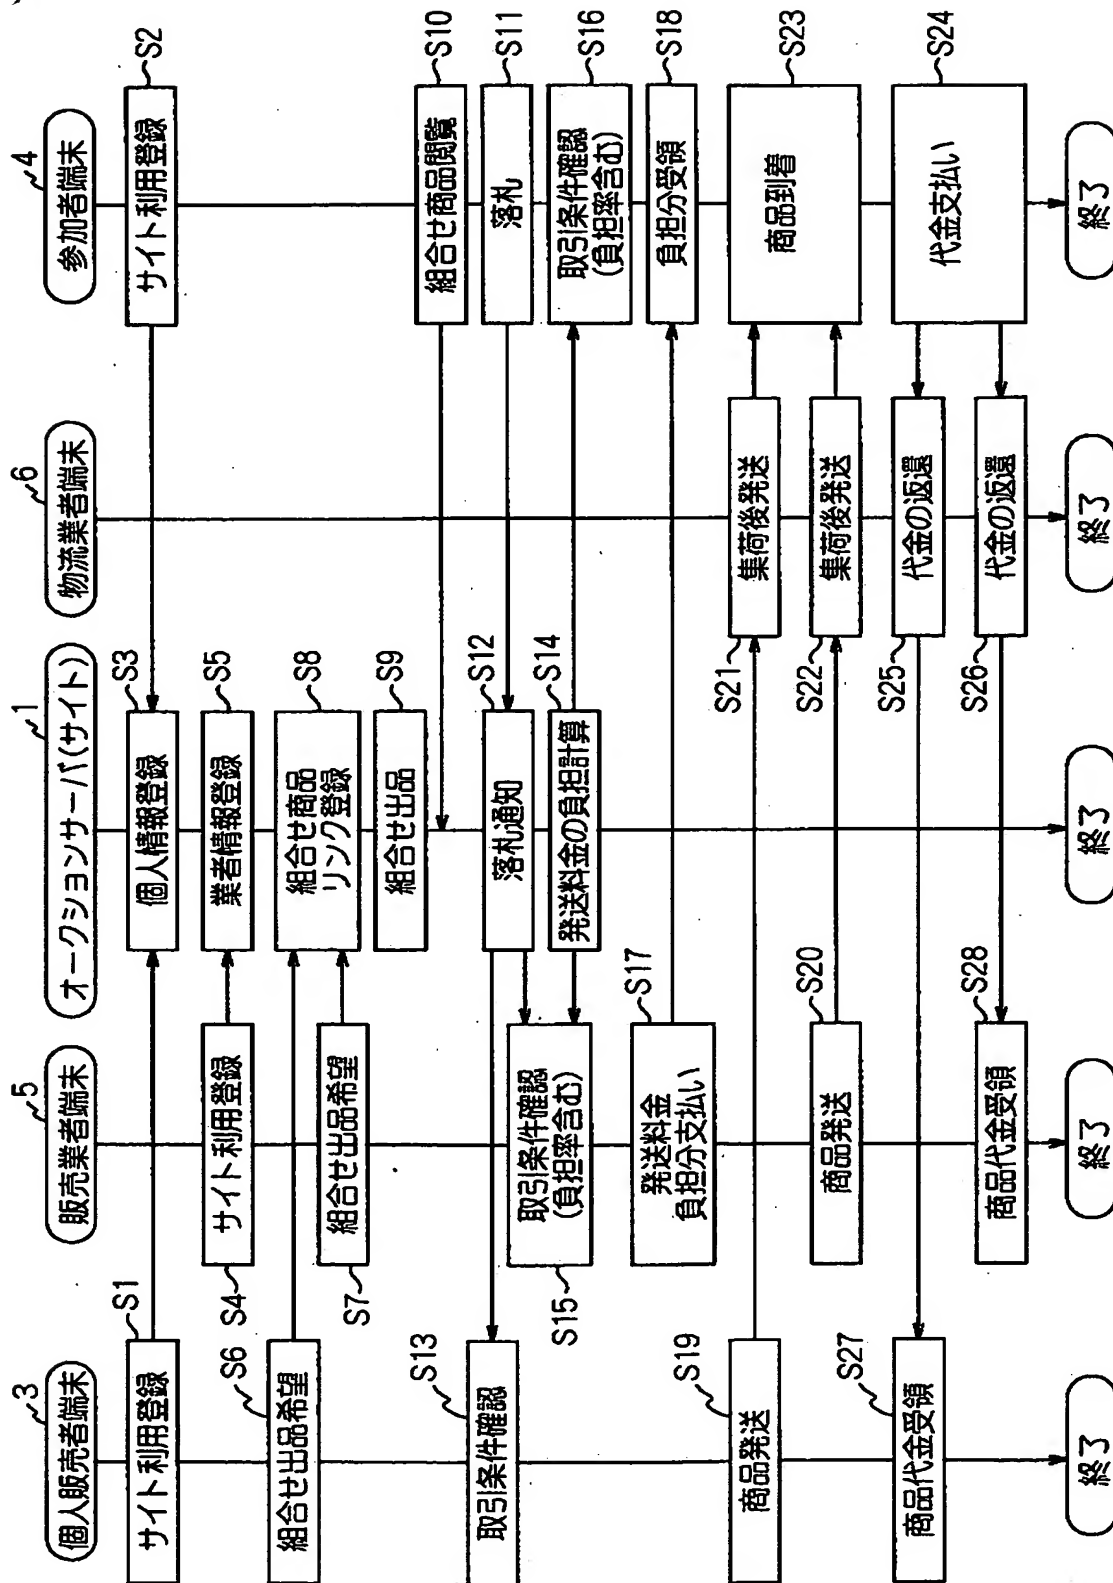 3
個人販売者端末
5
販売業者端末
1
オークションサーバ(サイト)
6
物流業者端末
4
参加者端末
サイト利用登録
S1
サイト利用登録
S2
個人情報登録
S3
サイト利用登録
S4
業者情報登録
S5
組合せ出品希望
S6
組合せ出品希望
S7
組合せ商品
リンク登録
S8
組合せ出品
S9
組合せ商品閲覧
S10
落札
S11
落札通知
S12
取引条件確認
S13
発送料金の負担計算
S14
取引条件確認
(負担率含む)
S15
取引条件確認
(負担率含む)
S16
発送料金
負担分支払い
S17
負担分受領
S18
商品発送
S19
商品発送
S20
集荷後発送
S21
集荷後発送
S22
商品到着
S23
代金支払い
S24
代金の返還
S25
代金の返還
S26
商品代金受領
S27
商品代金受領
S28
終了
終了
終了
終了
終了